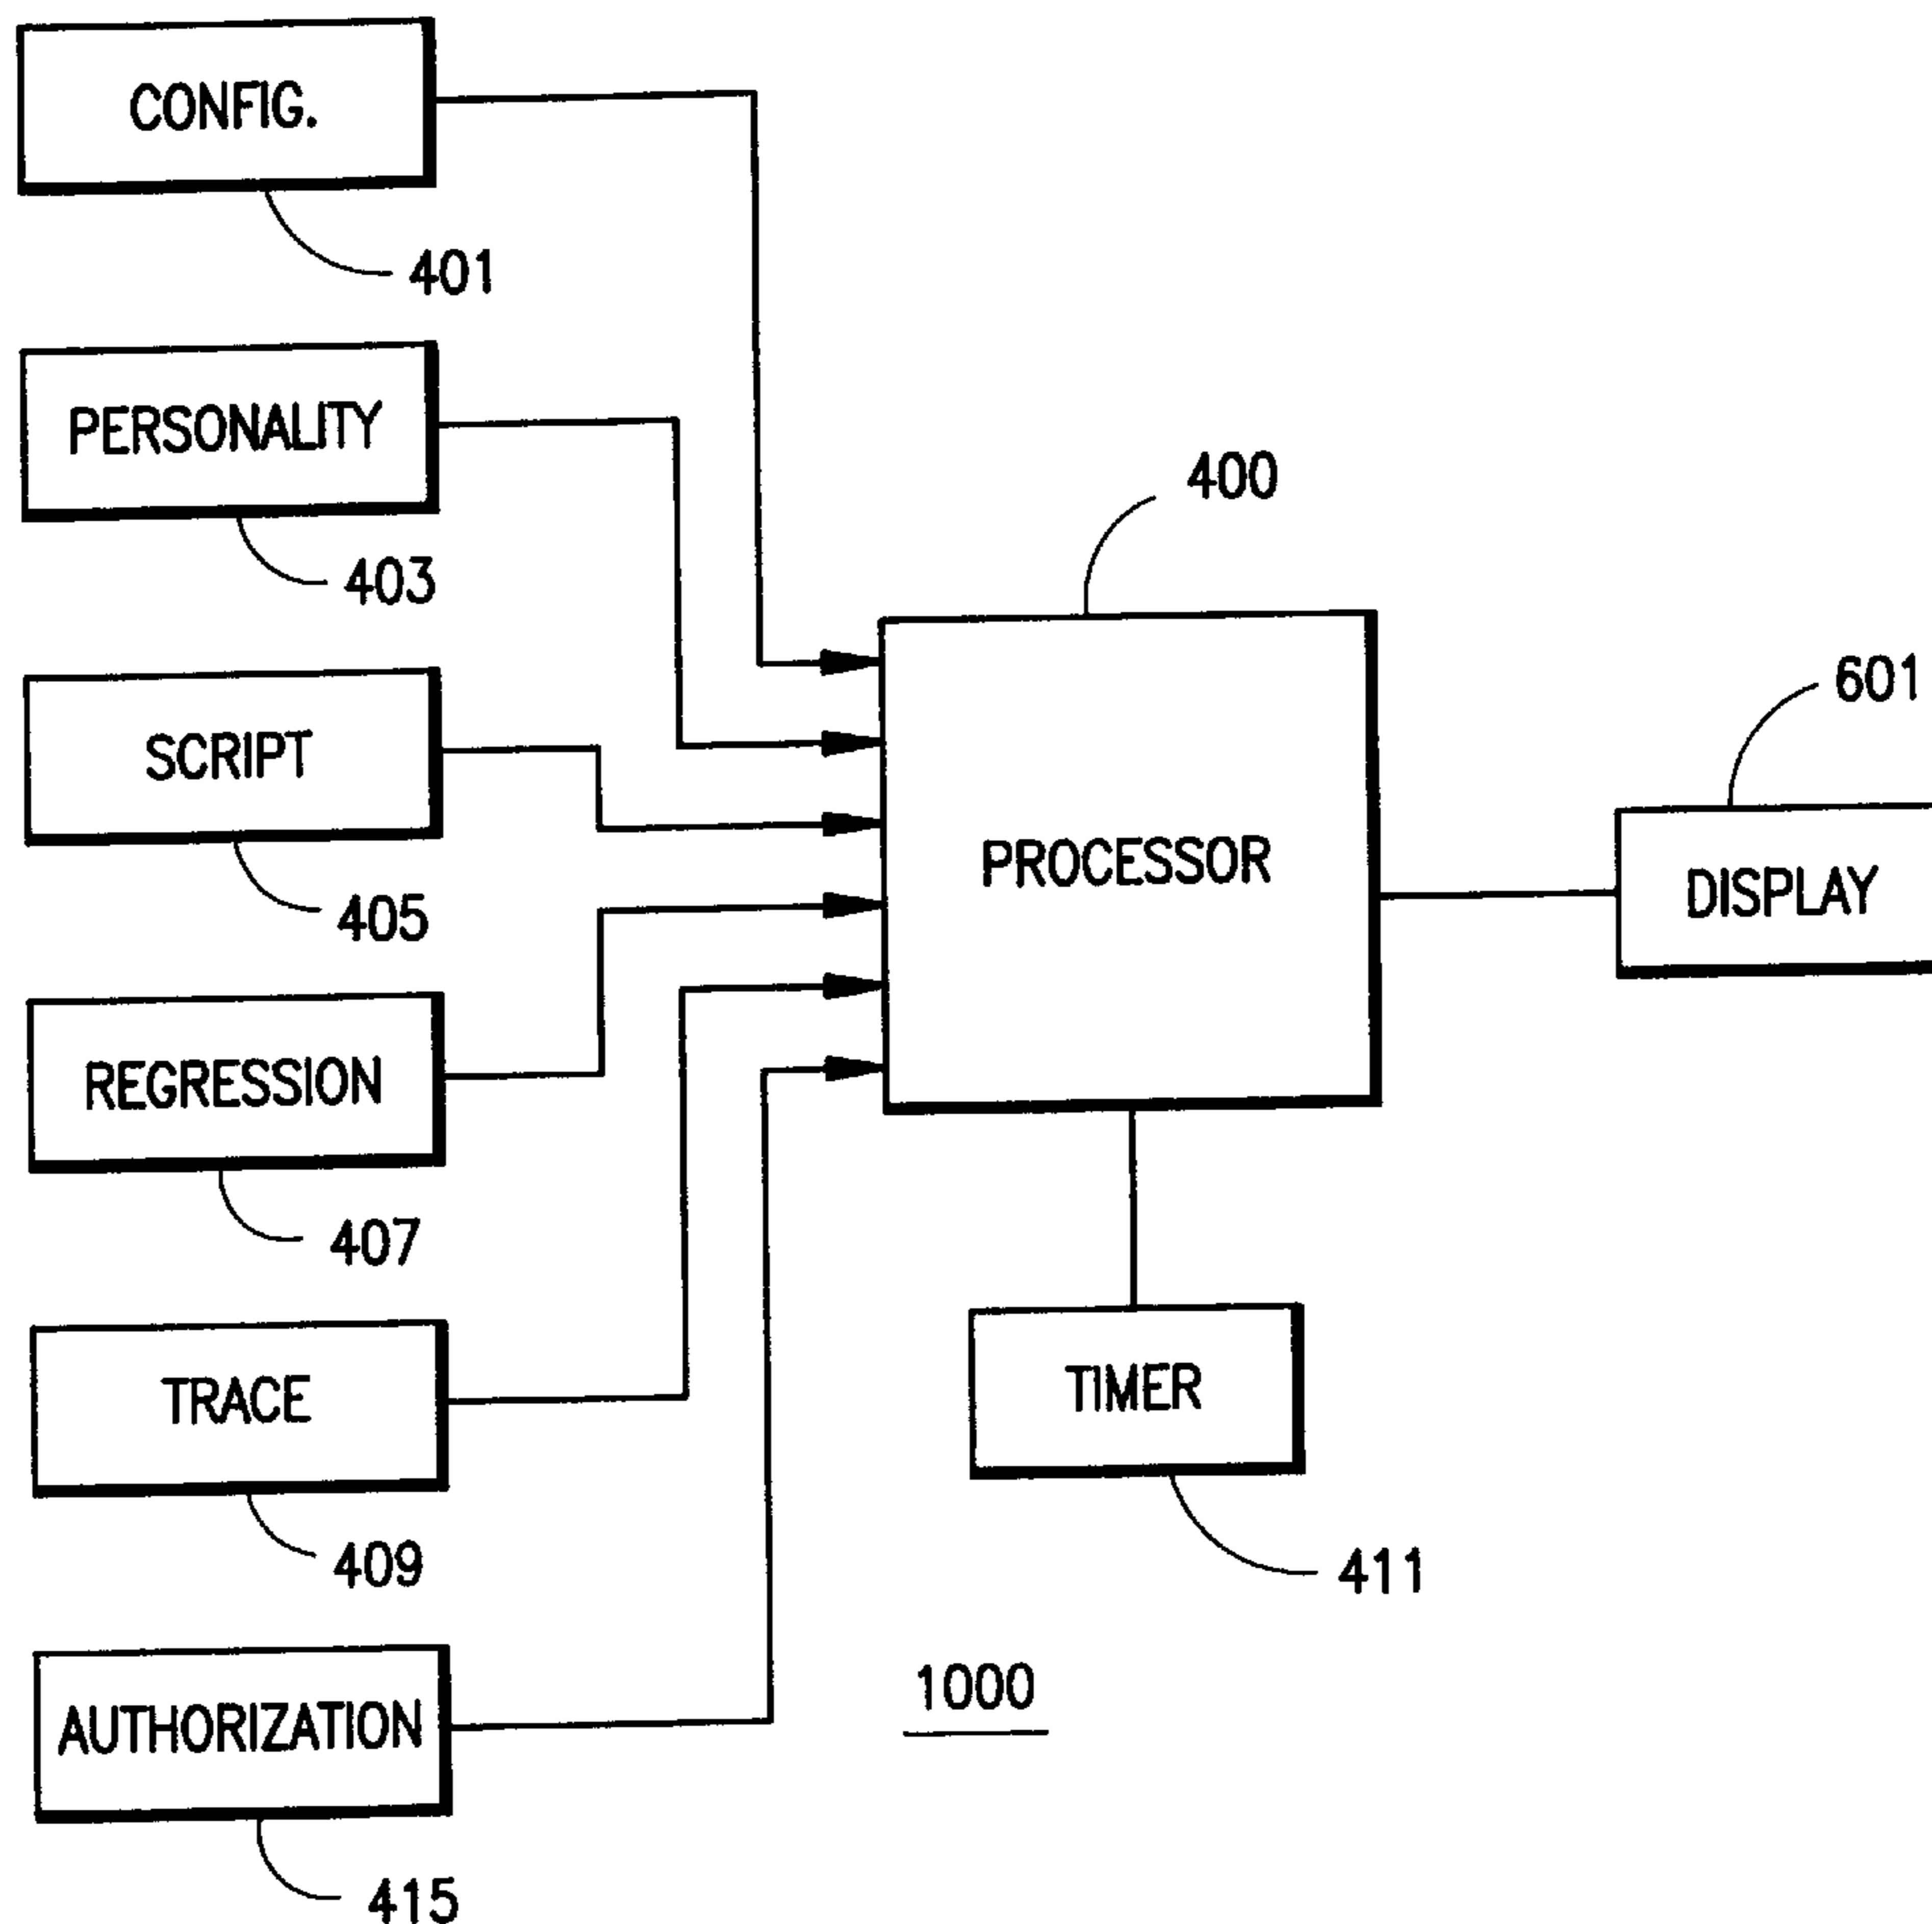 CONFIG.
401
PERSONALITY
403
400
601
SCRIPT
PROCESSOR
DISPLAY
405
REGRESSION
407
TRACE
TIMER
409
411
AUTHORIZATION
1000
415